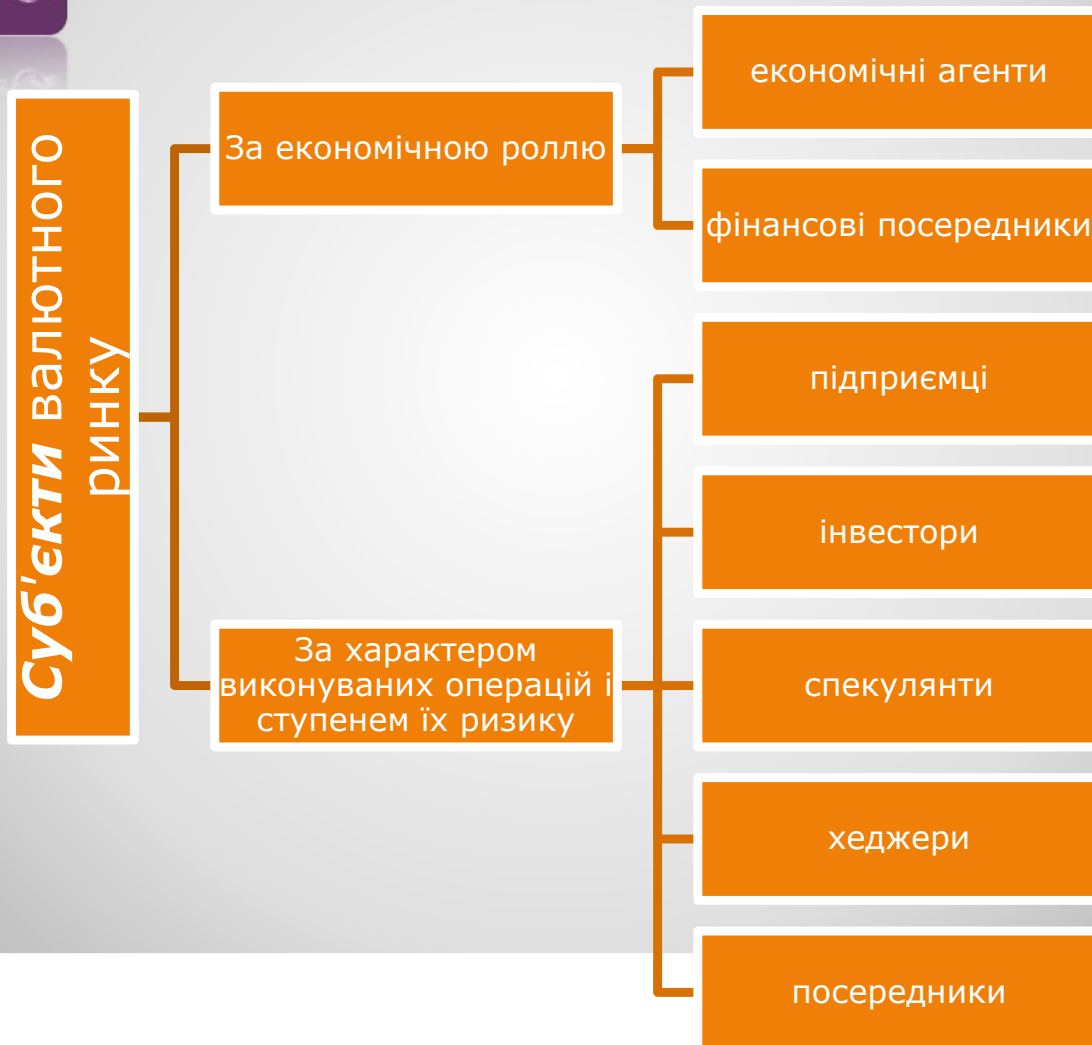 Суб'єкти валютного
ринку
За економічною роллю
економічні агенти
фінансові посередники
За характером
виконуваних операцій і
ступенем їх ризику
підприємці
інвестори
спекулянти
хеджери
посередники